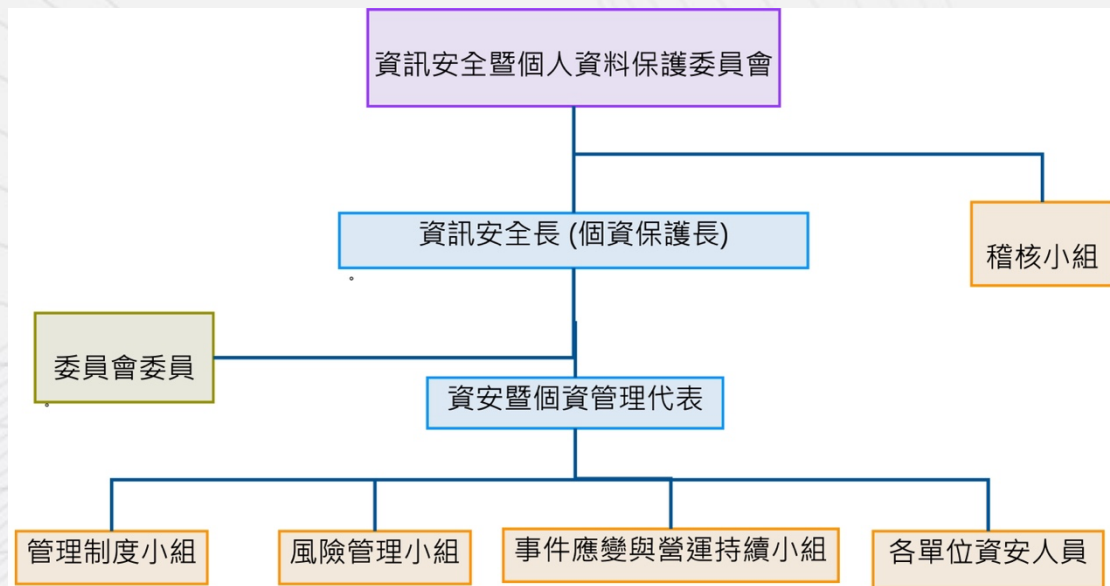 資訊安全暨個人資料保護委員會
資訊安全長 (個資保護長)
。
稽核小組
委員會委員
。
資安暨個資管理代表
管理制度小組
風險管理小組
事件應變與營運持續小組
各單位資安人員